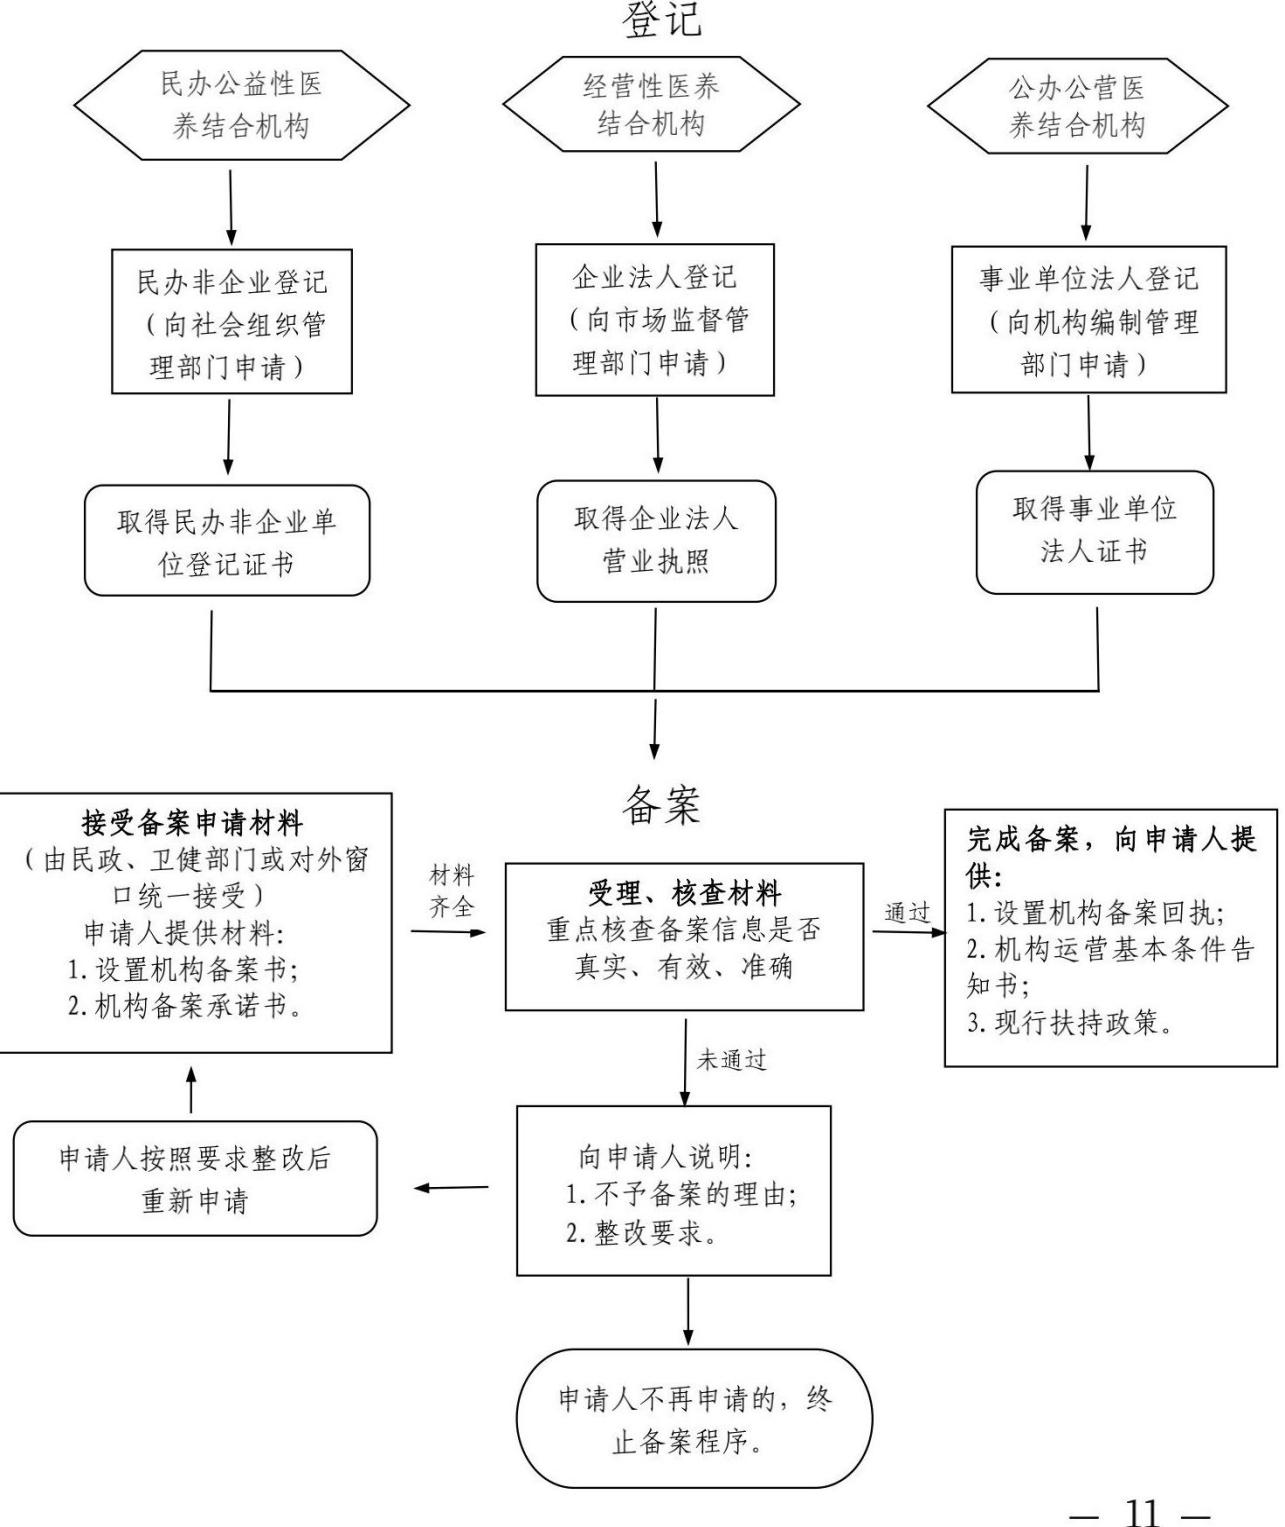 登记
民办公益性医
养结合机构
经营性医养
结合机构
公办公营医
养结合机构
民办非企业登记
（向社会组织管
理部门申请）
企业法人登记
（向市场监督管
理部门申请）
事业单位法人登记
（向机构编制管理
部门申请）
取得民办非企业单
位登记证书
取得企业法人
营业执照
取得事业单位
法人证书
备案
接受备案申请材料
（由民政、卫健部门或对外窗
口统一接受）
申请人提供材料：
1.设置机构备案书；
2.机构备案承诺书。
材料
齐全
受理、核查材料
重点核查备案信息是否
真实、有效、准确
通过
完成备案，向申请人提
供：
1.设置机构备案回执；
2.机构运营基本条件告
知书；
3.现行扶持政策。
未通过
向申请人说明：
1.不予备案的理由；
2.整改要求。
申请人按照要求整改后
重新申请
申请人不再申请的，终
止备案程序。
— 11 —